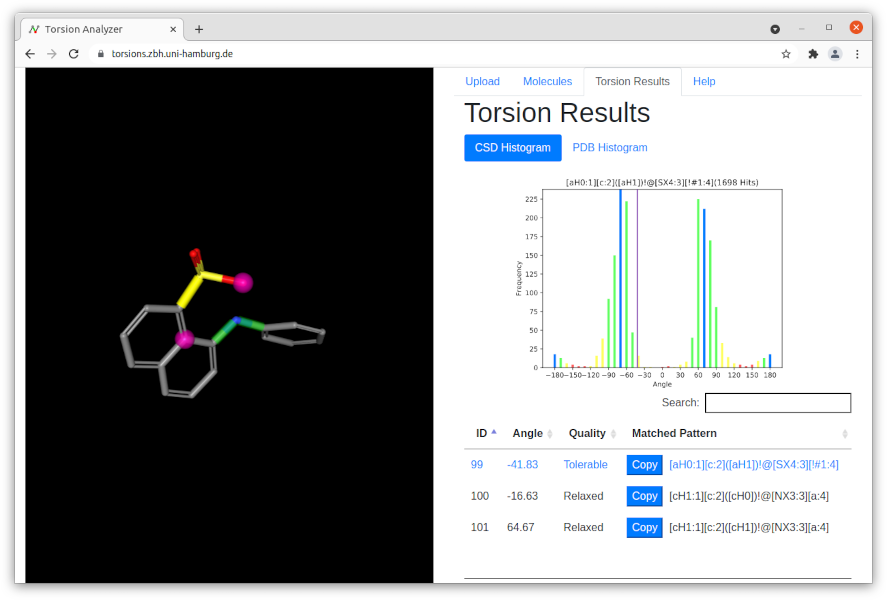 Torsion Analyzer
torsions.zbh.uni-hamburg.de
Upload Molecules Torsion Results Help
Torsion Results
CSD Histogram PDB Histogram
[aH0:1][c:2]([aH1])!@[SX4:3][!#1:4](1698 Hits)
225
200
175
150
125
100
75
50
25
0
Frequency
−180 −150 −120 −90 −60 −30 0 30 60 90 120 150 180
Angle
Search:
ID Angle Quality Matched Pattern
99 -41.83 Tolerable Copy [aH0:1][c:2]([aH1])!@[SX4:3][!#1:4]
100 -16.63 Relaxed Copy [cH1:1][c:2]([cH0])!@[NX3:3][a:4]
101 64.67 Relaxed Copy [cH1:1][c:2]([cH1])!@[NX3:3][a:4]